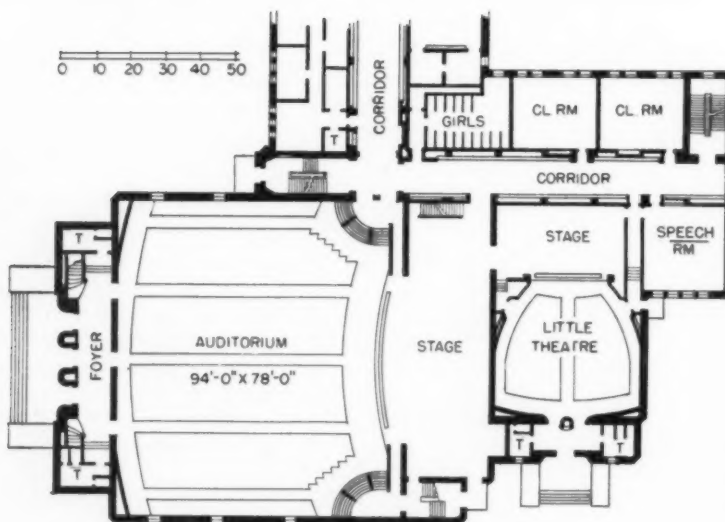 0 10 20 30 40 50
CORRIDOR
GIRLS
CL. RM
CL. RM
T
CORRIDOR
T
STAGE
SPEECH
RM
FOYER
AUDITORIUM
94'-0" X 78'-0"
STAGE
LITTLE
THEATRE
T
T
T